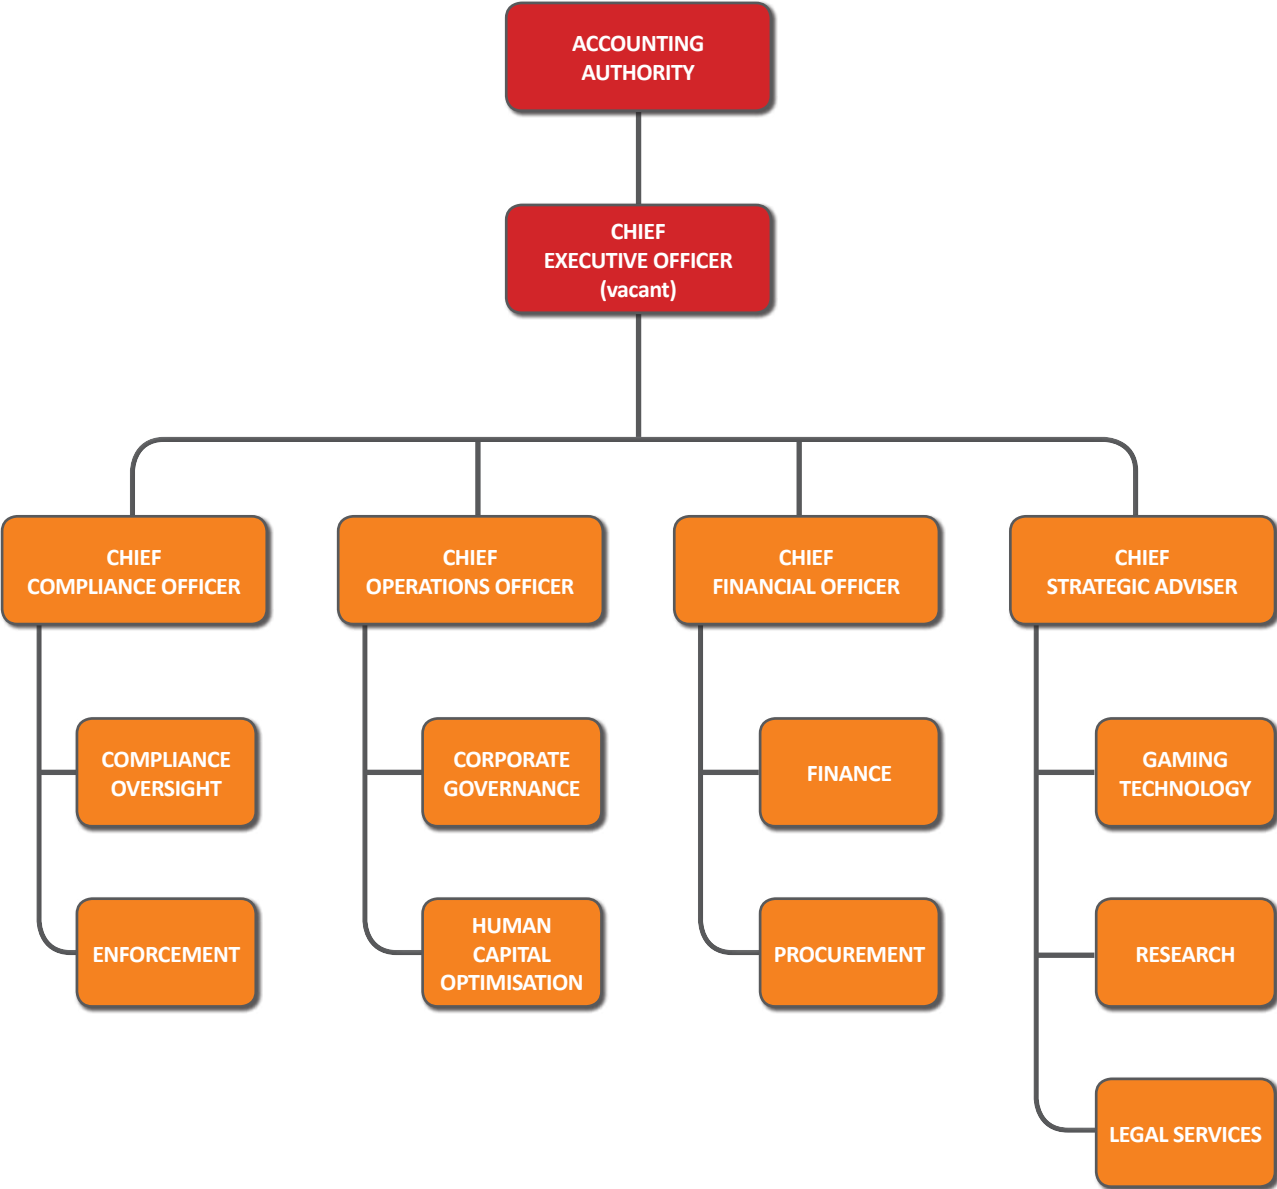 ACCOUNTING
AUTHORITY
CHIEF
EXECUTIVE OFFICER
(vacant)
CHIEF
COMPLIANCE OFFICER
CHIEF
OPERATIONS OFFICER
CHIEF
FINANCIAL OFFICER
CHIEF
STRATEGIC ADVISER
COMPLIANCE
OVERSIGHT
CORPORATE
GOVERNANCE
FINANCE
GAMING
TECHNOLOGY
ENFORCEMENT
HUMAN
CAPITAL
OPTIMISATION
PROCUREMENT
RESEARCH
LEGAL SERVICES